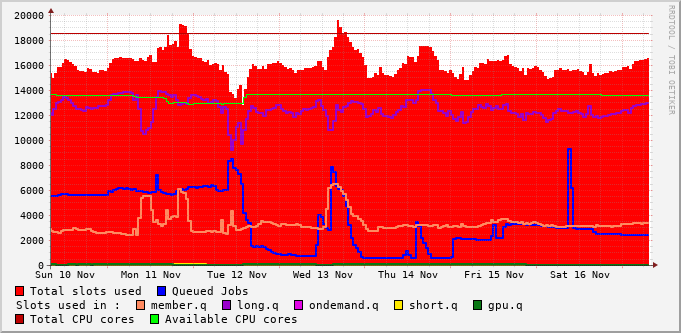 20000
18000
16000
14000
12000
10000
8000
6000
4000
2000
0
Sun 10 Nov Mon 11 Nov Tue 12 Nov Wed 13 Nov Thu 14 Nov Fri 15 Nov Sat 16 Nov
Total slots used Queued Jobs
Slots used in : member.q long.q ondemand.q short.q gpu.q
Total CPU cores Available CPU cores
RRDTOOL / TOBI OETIKER